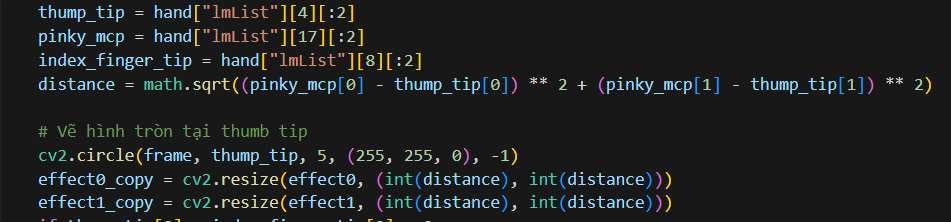 thump_tip = hand["lmList"][4][:2]
pinky_mcp = hand["lmList"][17][:2]
index_finger_tip = hand["lmList"][8][:2]
distance = math.sqrt((pinky_mcp[0] - thump_tip[0]) ** 2 + (pinky_mcp[1] - thump_tip[1]) ** 2)
# Vẽ hình tròn tại thumb tip
cv2.circle(frame, thump_tip, 5, (255, 255, 0), -1)
effect0_copy = cv2.resize(effect0, (int(distance), int(distance)))
effect1_copy = cv2.resize(effect1, (int(distance), int(distance)))